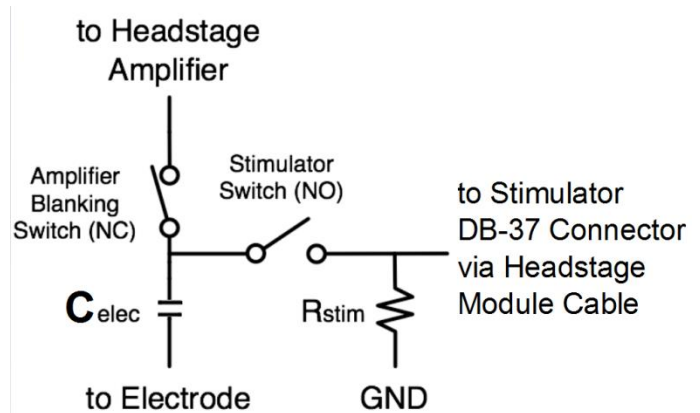 to Headstage
Amplifier
Amplifier
Blanking
Switch (NC)
Stimulator
Switch (NO)
to Stimulator
DB-37 Connector
via Headstage
Module Cable
Celec
Rstim
to Electrode
GND